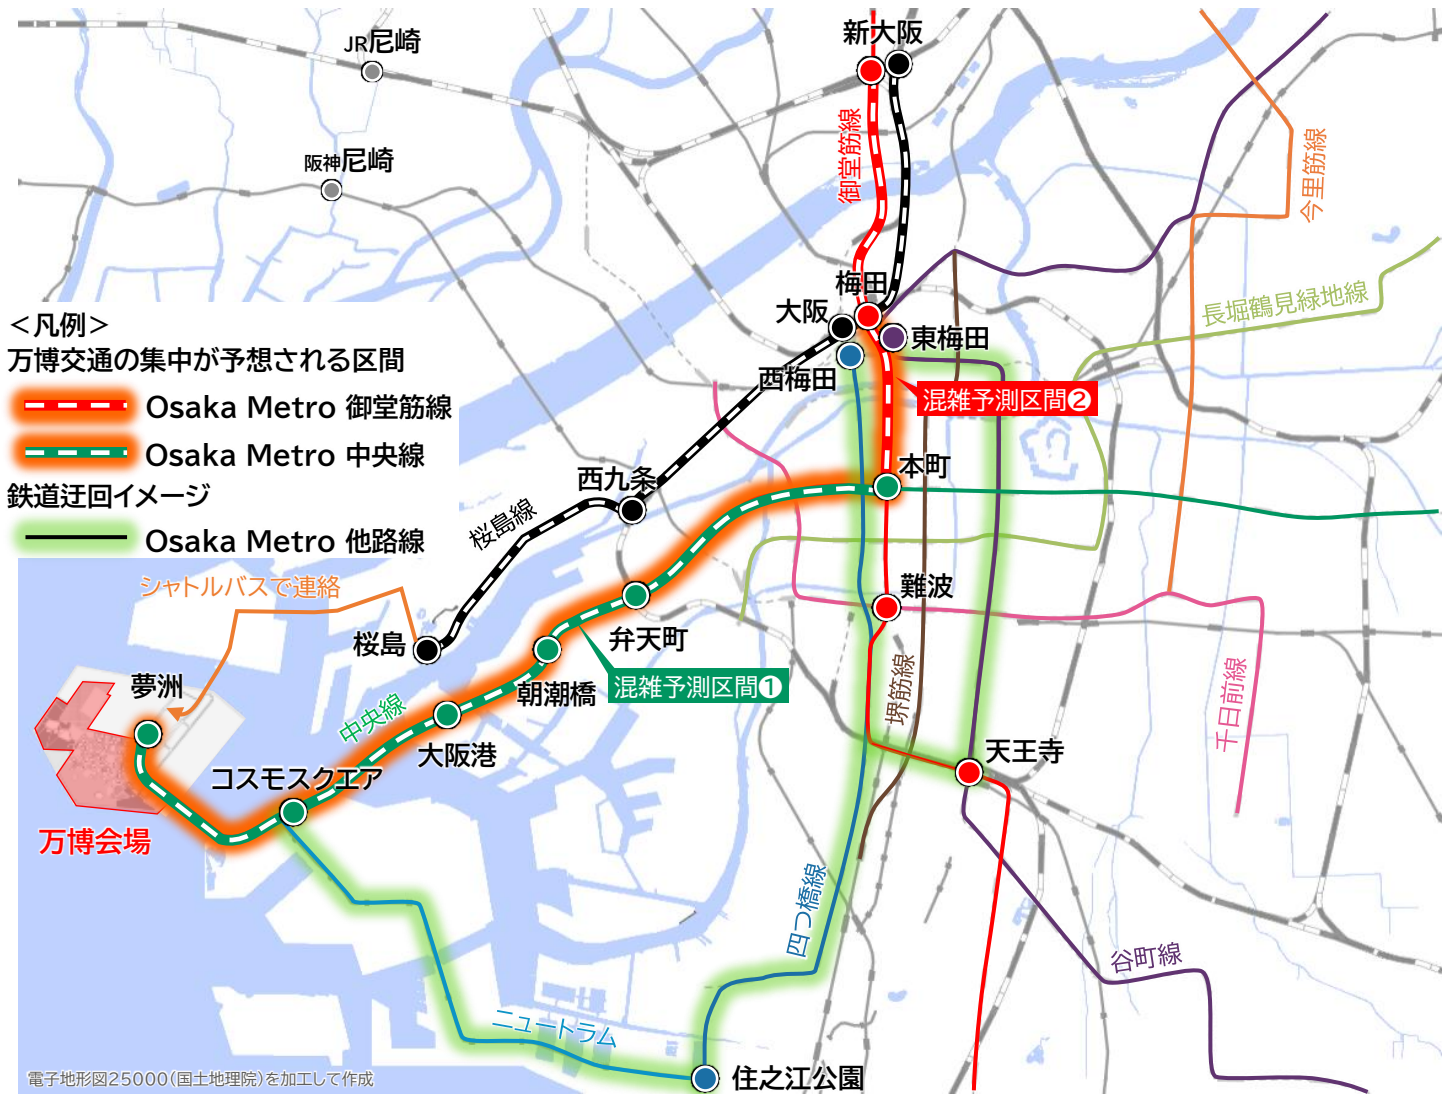 新大阪
JR尼崎
御堂筋線
阪神尼崎
今里筋線
梅田
大阪
長堀鶴見緑地線
<凡例>
東梅田
万博交通の集中が予想される区間
西梅田
混雑予測区間❷
Osaka Metro 御堂筋線
Osaka Metro 中央線
本町
西九条
鉄道迂回イメージ
桜島線
Osaka Metro 他路線
シャトルバスで連絡
難波
弁天町
桜島
夢洲
混雑予測区間❶
朝潮橋
堺筋線
千日前線
中央線
大阪港
天王寺
コスモスクエア
万博会場
四つ橋線
谷町線
ニュートラム
電子地形図25000(国土地理院)を加工して作成
住之江公園